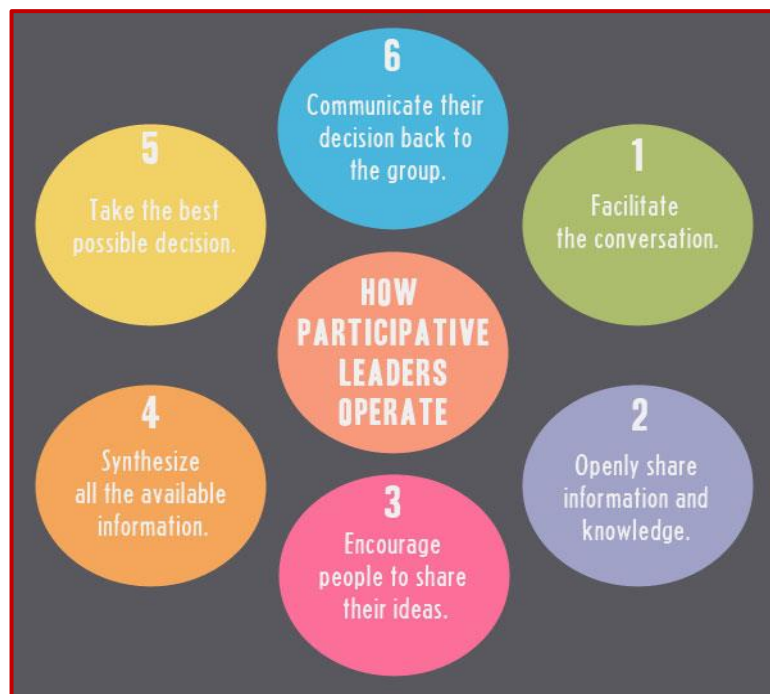 HOW
PARTICIPATIVE
LEADERS
OPERATE
1
Facilitate
the conversation.
2
Openly share
information and
knowledge.
3
Encourage
people to share
their ideas.
4
Synthesize
all the available
information.
5
Take the best
possible decision.
6
Communicate their
decision back to
the group.